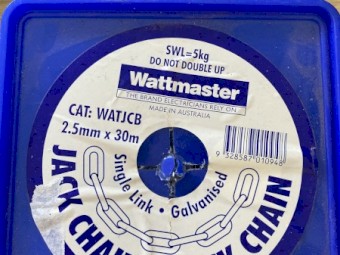 SWL=5kg
DO NOT DOUBLE UP
Wattmaster
THE BRAND ELECTRICIANS RELY ON
MADE IN AUSTRALIA
CAT: WATJCB
2.5mm x 30m
9 328587 010948
Single Link • Galvanised
JACK CHAIN
CHAIN